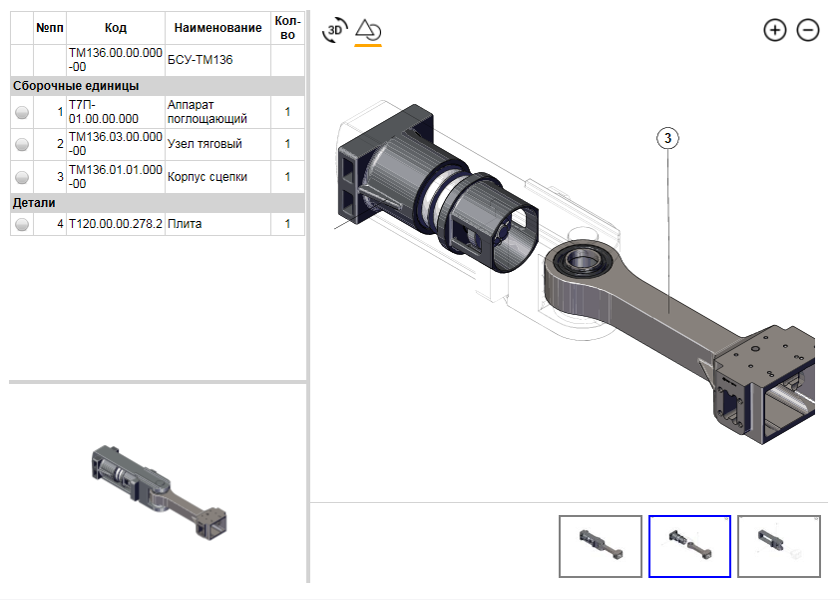 №пп Код Наименование Кол-
во
ТМ136.00.00.000
-00 БСУ-ТМ136
Сборочные единицы
1 Т7П-
01.00.00.000 Аппарат
поглощающий 1
2 ТМ136.03.00.000
-00 Узел тяговый 1
3 ТМ136.01.01.000
-00 Корпус сцепки 1
Детали
4 Т120.00.00.278.2 Плита 1
3D
3